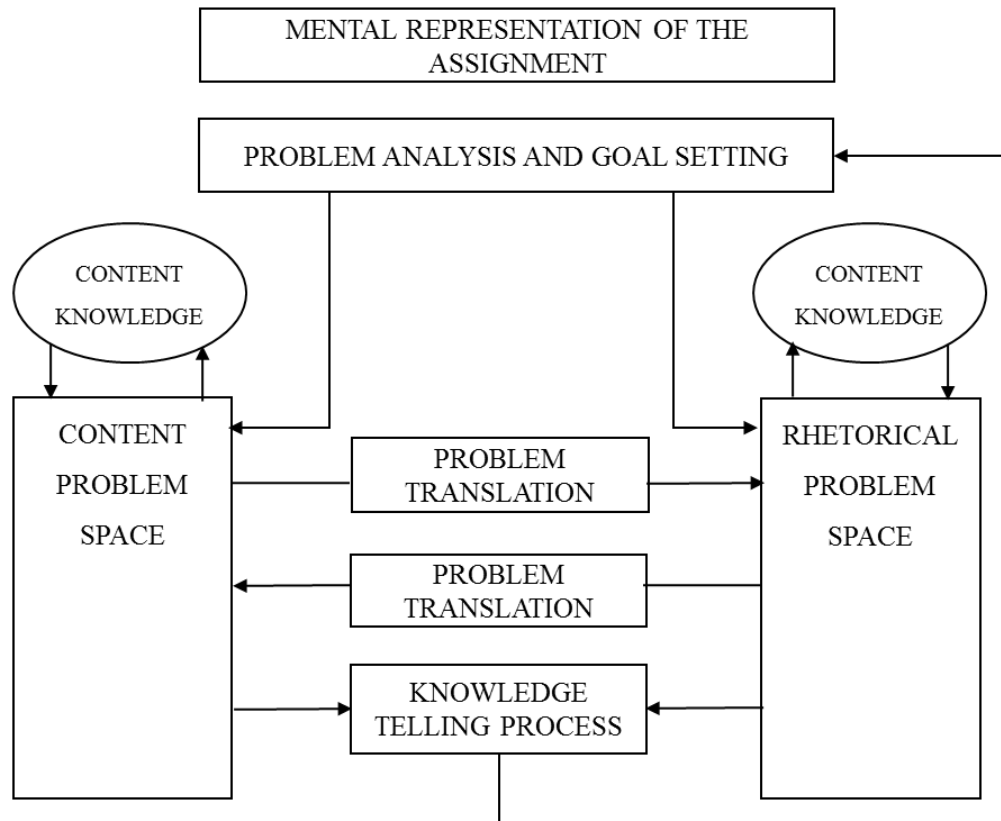 MENTAL REPRESENTATION OF THE
ASSIGNMENT
PROBLEM ANALYSIS AND GOAL SETTING
CONTENT
KNOWLEDGE
CONTENT
KNOWLEDGE
CONTENT
PROBLEM
SPACE
PROBLEM
TRANSLATION
RHETORICAL
PROBLEM
SPACE
PROBLEM
TRANSLATION
KNOWLEDGE
TELLING PROCESS